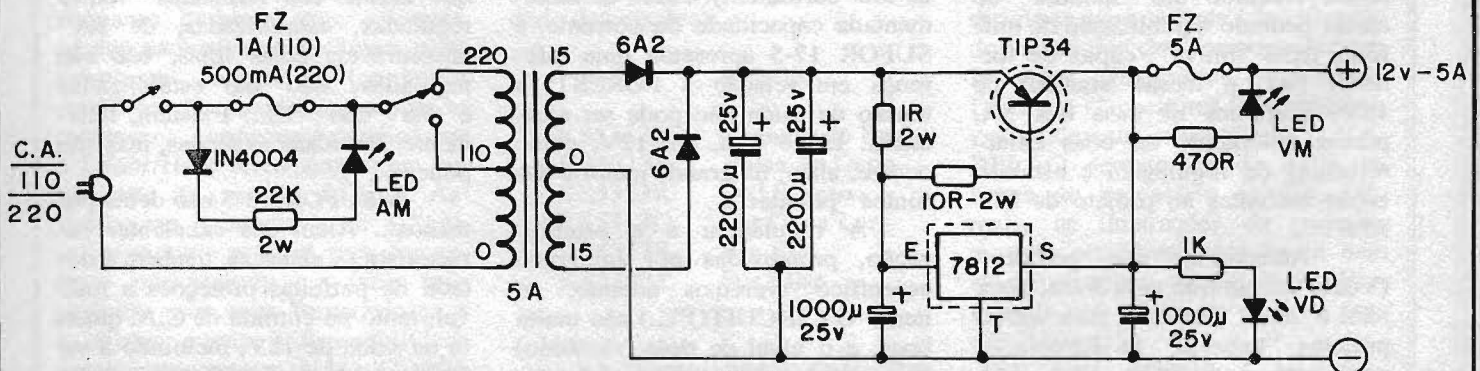 FZ
1A(110)
500mA(220)
C.A.
110
220
IN4004
22K
2w
LED
AM
220
110
0
15
0
15
5A
6A2
6A2
2200µ 25v
+
2200µ 25v
+
1R
2w
10R-2w
TIP34
E
7812
S
T
1000µ
25v
+
+
1000µ
25v
1K
LED
VD
FZ
5A
470R
LED
VM
+
12v-5A
−